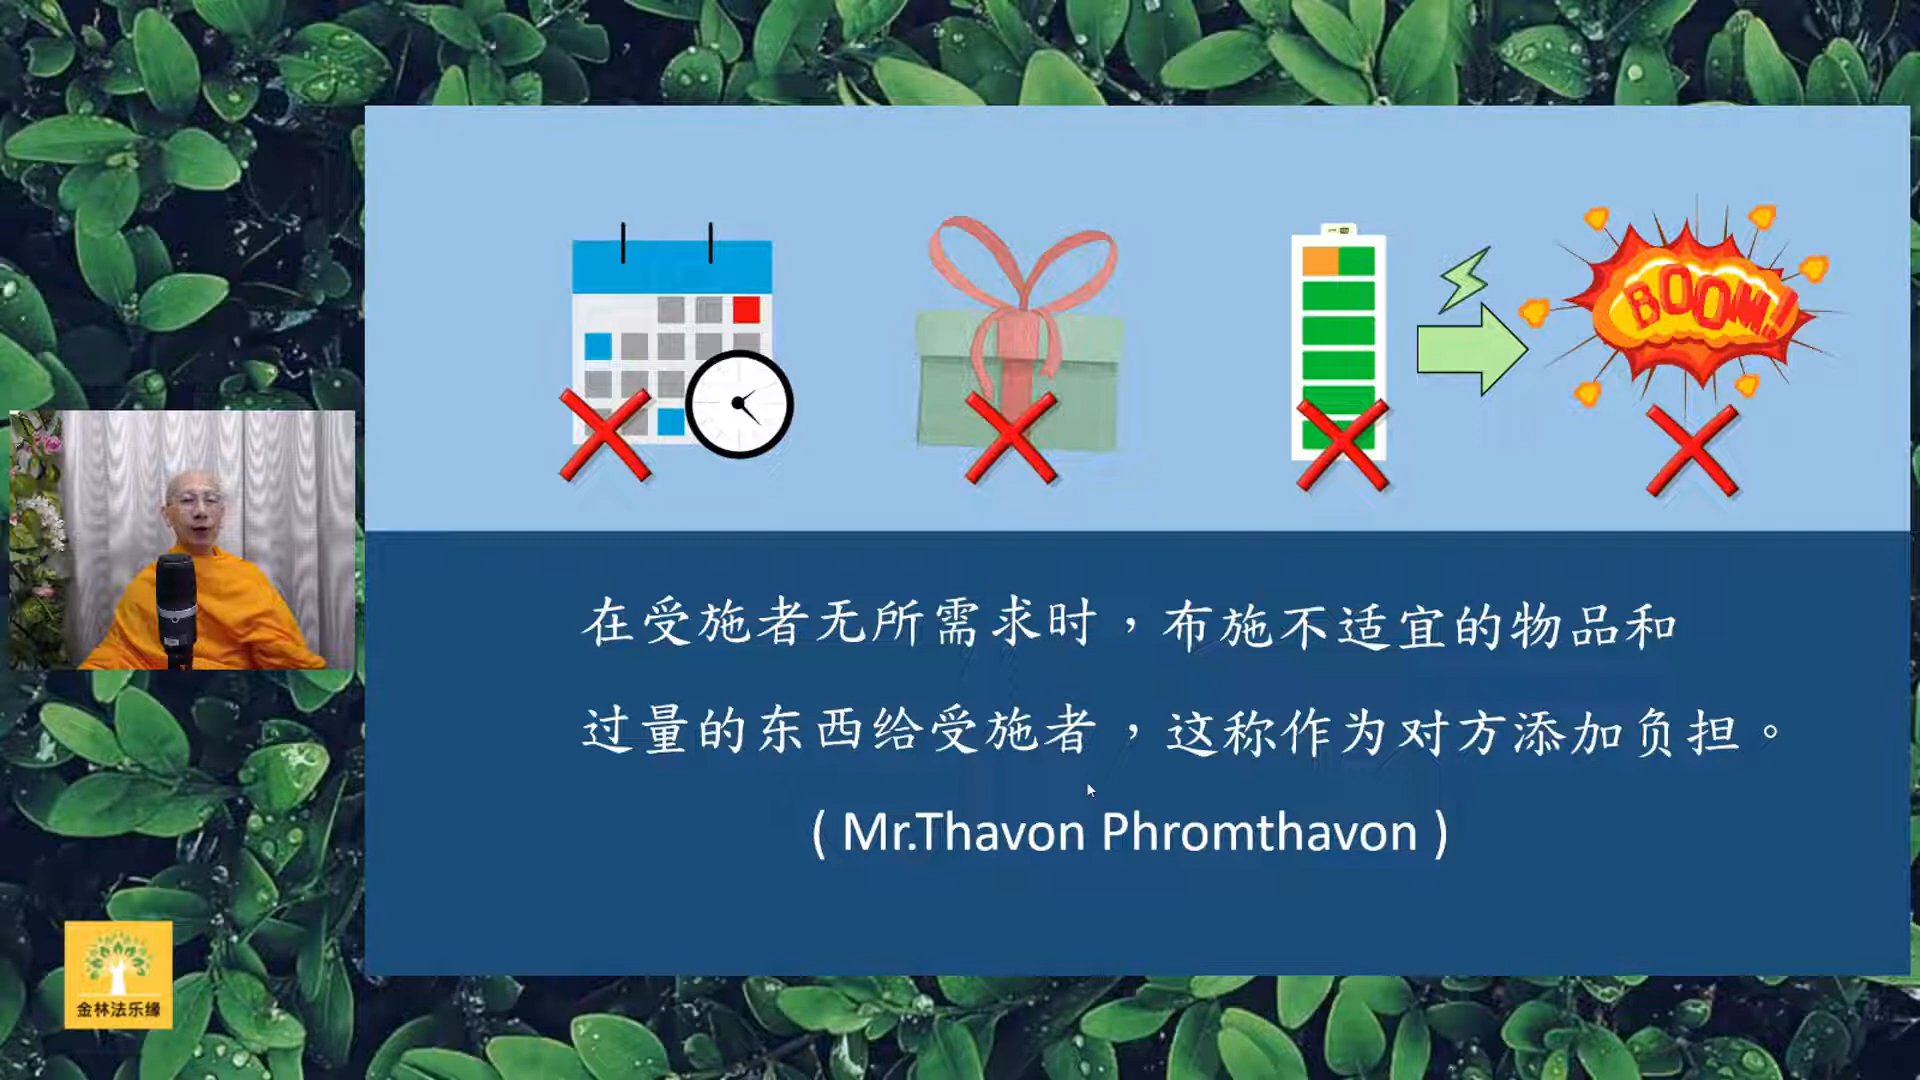 BOOM!
在受施者无所需求时，布施不适宜的物品和
过量的东西给受施者，这称作为对方添加负担。
( Mr.Thavon Phromthavon )
金林法乐缘